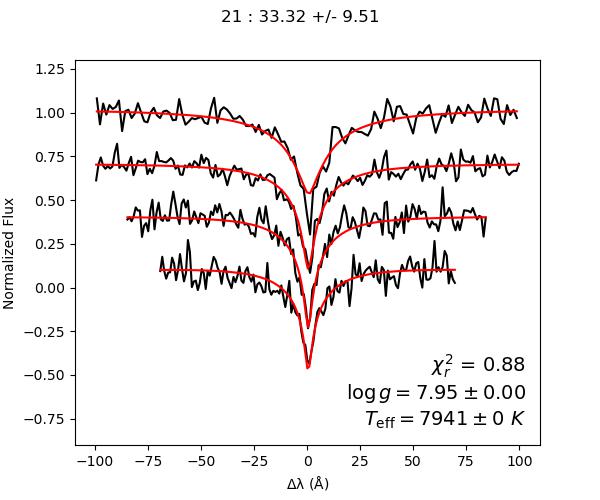 21 : 33.32 +/- 9.51
Normalized Flux
1.25
1.00
0.75
0.50
0.25
0.00
−0.25
−0.50
−0.75
χ²ᵣ = 0.88
log g = 7.95 ± 0.00
T_eff = 7941 ± 0 K
−100 −75 −50 −25 0 25 50 75 100
Δλ (Å)